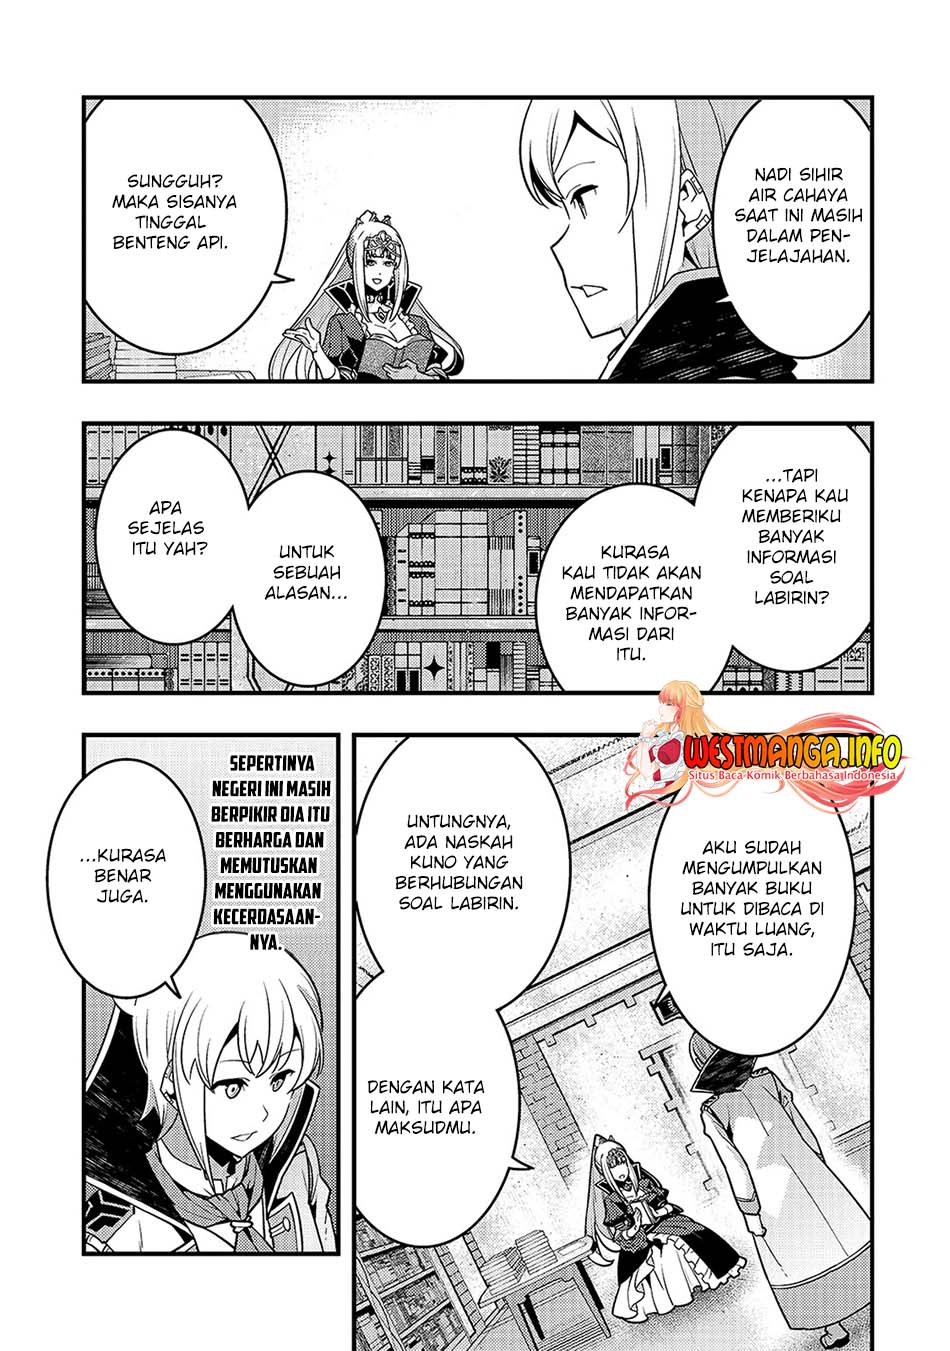 NADI SIHIR
AIR CAHAYA
SAAT INI MASIH
DALAM PEN-
JELAJAHAN.
SUNGGUH?
MAKA SISANYA
TINGGAL
BENTENG API.
...TAPI
KENAPA KAU
MEMBERIKU
BANYAK
INFORMASI
SOAL
LABIRIN?
KURASA
KAU TIDAK AKAN
MENDAPATKAN
BANYAK INFOR-
MASI DARI
ITU.
UNTUK
SEBUAH
ALASAN...
APA
SEJELAS
ITU YAH?
WESTMANGA.INFO
Situs Baca Komik Berbahasa Indonesia
AKU SUDAH
MENGUMPULKAN
BANYAK BUKU
UNTUK DIBACA DI
WAKTU LUANG,
ITU SAJA.
UNTUNGNYA,
ADA NASKAH
KUNO YANG
BERHUBUNGAN
SOAL LABIRIN.
DENGAN KATA
LAIN, ITU APA
MAKSUDMU.
SEPERTINYA
NEGERI INI MASIH
BERPIKIR DIA ITU
BERHARGA DAN
MEMUTUSKAN
MENGGUNAKAN
KECERDASAAN-
NYA.
...KURASA
BENAR
JUGA.